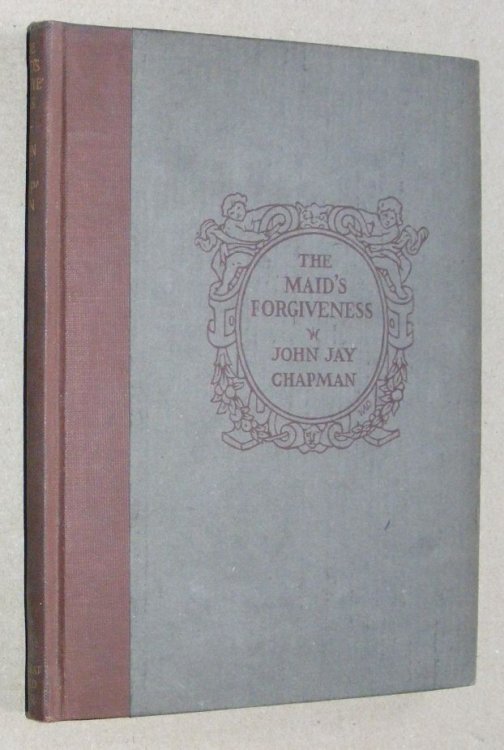 THE
MAID'S
FORGIVENESS
JOHN JAY
CHAPMAN